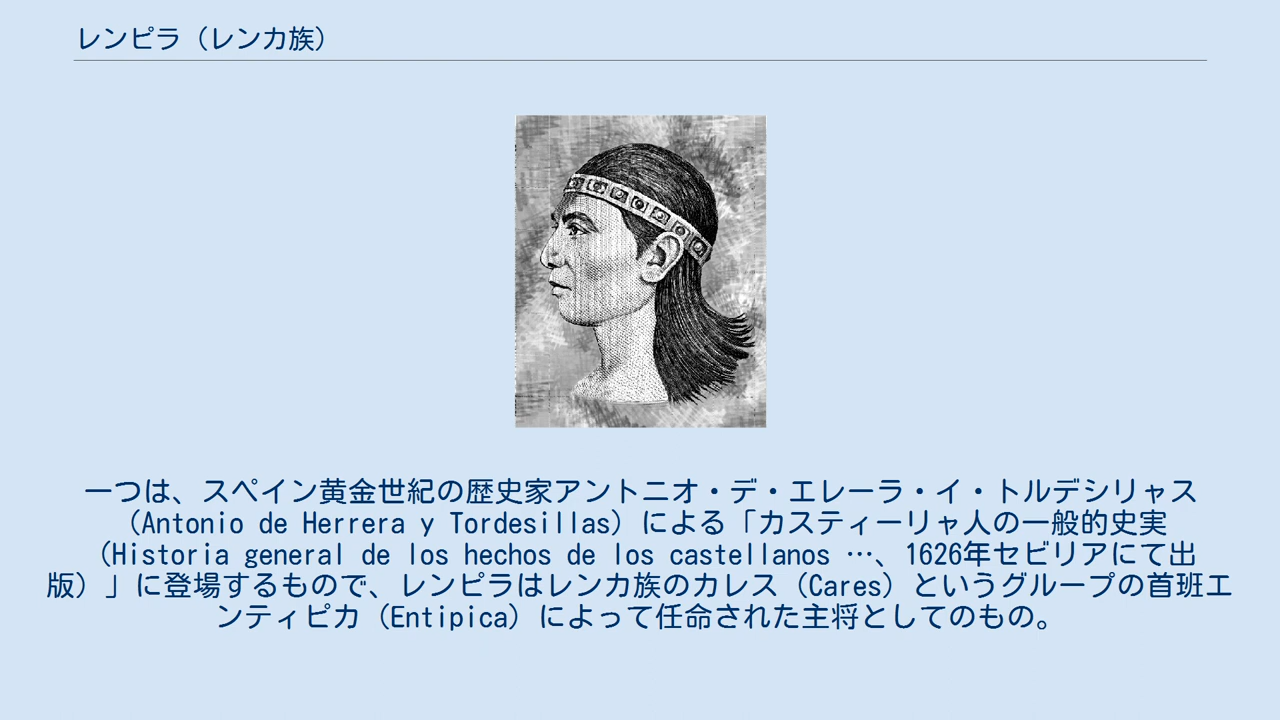 レンピラ（レンカ族）
一つは、スペイン黄金世紀の歴史家アントニオ・デ・エレーラ・イ・トルデシリャス
（Antonio de Herrera y Tordesillas）による「カスティーリャ人の一般的史実
（Historia general de los hechos de los castellanos …、1626年セビリアにて出
版）」に登場するもので、レンピラはレンカ族のカレス（Cares）というグループの首班エ
ンティピカ（Entipica）によって任命された主将としてのもの。